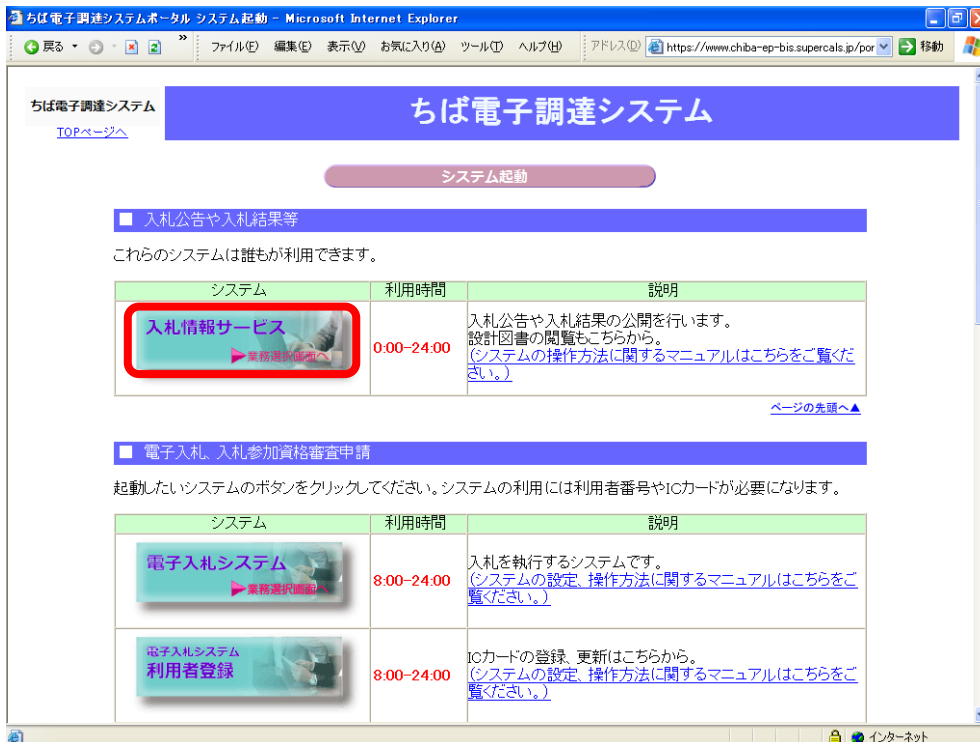 ちば電子調達システムポータル システム起動 - Microsoft Internet Explorer
戻る » ファイル(F) 編集(E) 表示(V) お気に入り(A) ツール(T) ヘルプ(H) アドレス(D) https://www.chiba-ep-bis.supercals.jp/por 移動
ちば電子調達システム
TOPページへ
ちば電子調達システム
システム起動
■ 入札公告や入札結果等
これらのシステムは誰もが利用できます。
システム 利用時間 説明
入札情報サービス
▶業務選択画面へ
0:00-24:00
入札公告や入札結果の公開を行います。
設計図書の閲覧もこちらから。
(システムの操作方法に関するマニュアルはこちらをご覧くだ
さい。)
ページの先頭へ▲
■ 電子入札、入札参加資格審査申請
起動したいシステムのボタンをクリックしてください。システムの利用には利用者番号やICカードが必要になります。
システム 利用時間 説明
電子入札システム
▶業務選択画面へ
8:00-24:00
入札を執行するシステムです。
(システムの設定、操作方法に関するマニュアルはこちらをご
覧ください。)
電子入札システム
利用者登録
8:00-24:00
ICカードの登録、更新はこちらから。
(システムの設定、操作方法に関するマニュアルはこちらをご
覧ください。)
インターネット